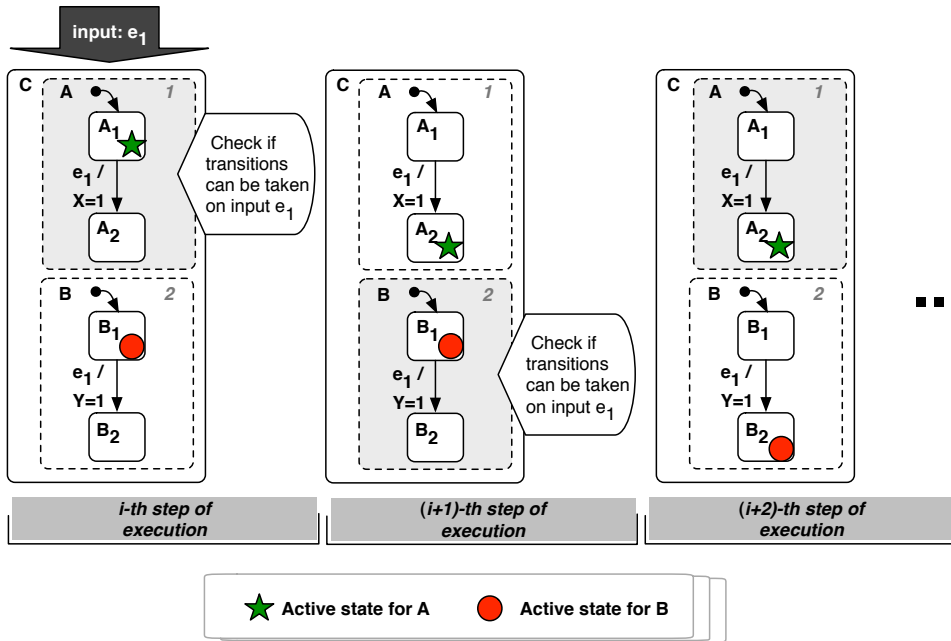 input: e1
C
A
1
A1
e1 /
X=1
A2
B
2
B1
e1 /
Y=1
B2
Check if
transitions
can be taken
on input e1
i-th step of
execution
C
A
1
A1
e1 /
X=1
A2
B
2
B1
e1 /
Y=1
B2
Check if
transitions
can be taken
on input e1
(i+1)-th step of
execution
C
A
1
A1
e1 /
X=1
A2
B
2
B1
e1 /
Y=1
B2
(i+2)-th step of
execution
Active state for A
Active state for B